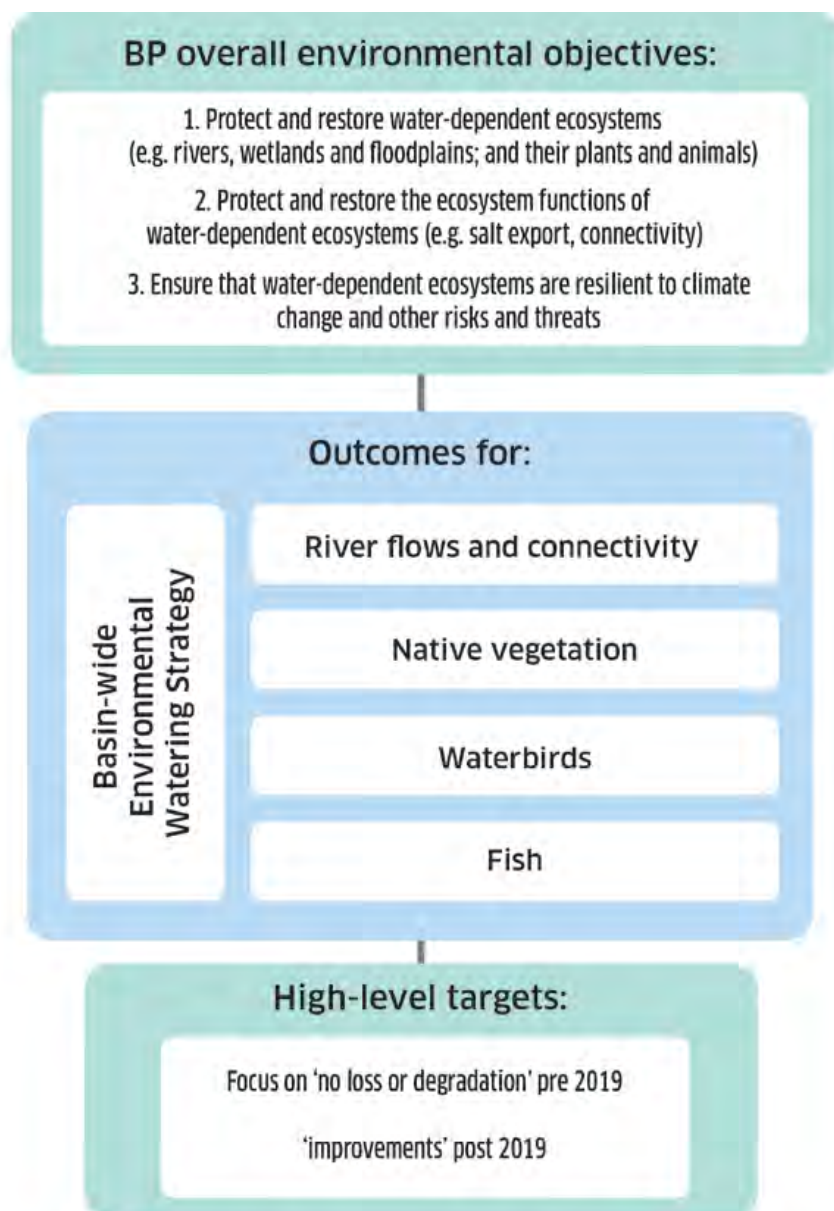 BP overall environmental objectives:
1. Protect and restore water-dependent ecosystems
(e.g. rivers, wetlands and floodplains; and their plants and animals)
2. Protect and restore the ecosystem functions of
water-dependent ecosystems (e.g. salt export, connectivity)
3. Ensure that water-dependent ecosystems are resilient to climate
change and other risks and threats
Outcomes for:
Basin-wide
Environmental
Watering Strategy
River flows and connectivity
Native vegetation
Waterbirds
Fish
High-level targets:
Focus on ‘no loss or degradation’ pre 2019
‘improvements’ post 2019